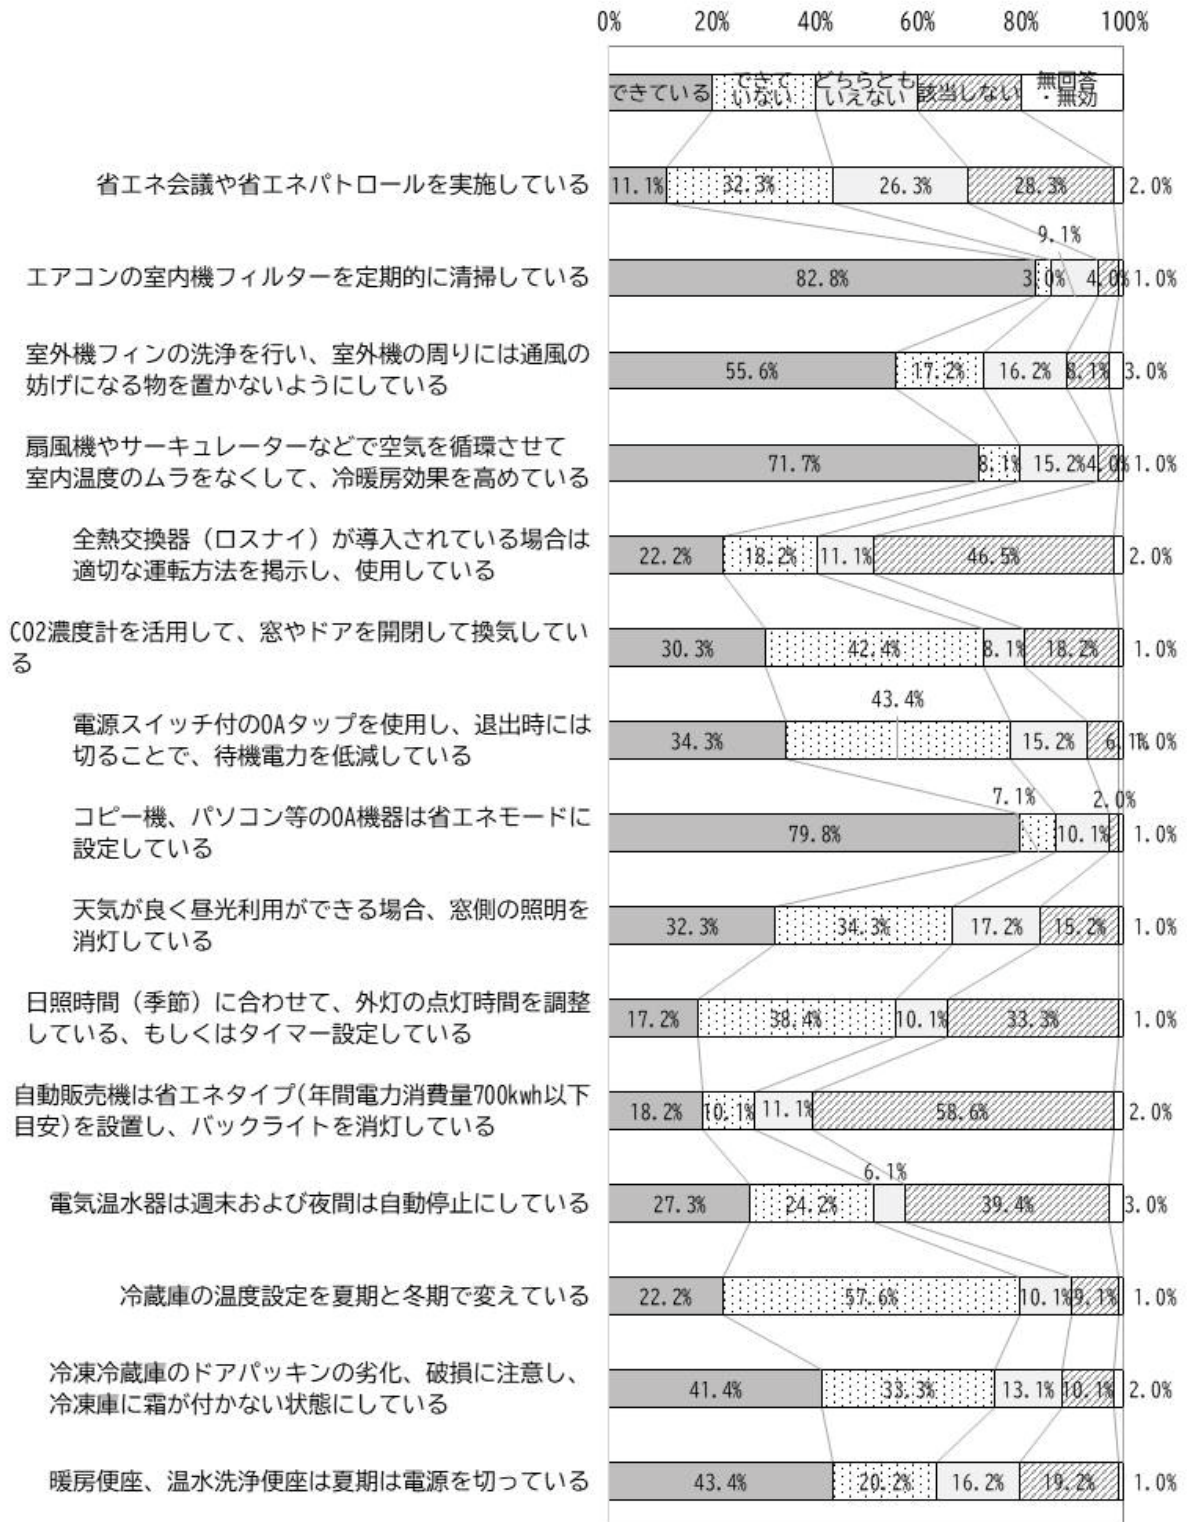 0% 20% 40% 60% 80% 100%
できている できて いない どちらとも いえない 該当しない 無回答 ・無効
省エネ会議や省エネパトロールを実施している 11.1% 32.3% 26.3% 28.3% 2.0%
9.1%
エアコンの室内機フィルターを定期的に清掃している 82.8% 3.0% 4.0% 1.0%
室外機フィンの洗浄を行い、室外機の周りには通風の
妨げになる物を置かないようにしている 55.6% 17.2% 16.2% 8.1% 3.0%
扇風機やサーキュレーターなどで空気を循環させて
室内温度のムラをなくして、冷暖房効果を高めている 71.7% 8.1% 15.2% 4.0% 1.0%
全熱交換器（ロスナイ）が導入されている場合は
適切な運転方法を掲示し、使用している 22.2% 18.2% 11.1% 46.5% 2.0%
CO2濃度計を活用して、窓やドアを開閉して換気してい
る 30.3% 42.4% 8.1% 18.2% 1.0%
43.4%
電源スイッチ付のOAタップを使用し、退出時には
切ることで、待機電力を低減している 34.3% 15.2% 6.1% 1.0%
7.1% 2.0%
コピー機、パソコン等のOA機器は省エネモードに
設定している 79.8% 10.1% 1.0%
天気が良く昼光利用ができる場合、窓側の照明を
消灯している 32.3% 34.3% 17.2% 15.2% 1.0%
日照時間（季節）に合わせて、外灯の点灯時間を調整
している、もしくはタイマー設定している 17.2% 38.4% 10.1% 33.3% 1.0%
自動販売機は省エネタイプ(年間電力消費量700kwh以下
目安)を設置し、バックライトを消灯している 18.2% 10.1% 11.1% 58.6% 2.0%
6.1%
電気温水器は週末および夜間は自動停止にしている 27.3% 24.2% 39.4% 3.0%
冷蔵庫の温度設定を夏期と冬期で変えている 22.2% 57.6% 10.1% 9.1% 1.0%
冷凍冷蔵庫のドアパッキンの劣化、破損に注意し、
冷凍庫に霜が付かない状態にしている 41.4% 33.3% 13.1% 10.1% 2.0%
暖房便座、温水洗浄便座は夏期は電源を切っている 43.4% 20.2% 16.2% 19.2% 1.0%